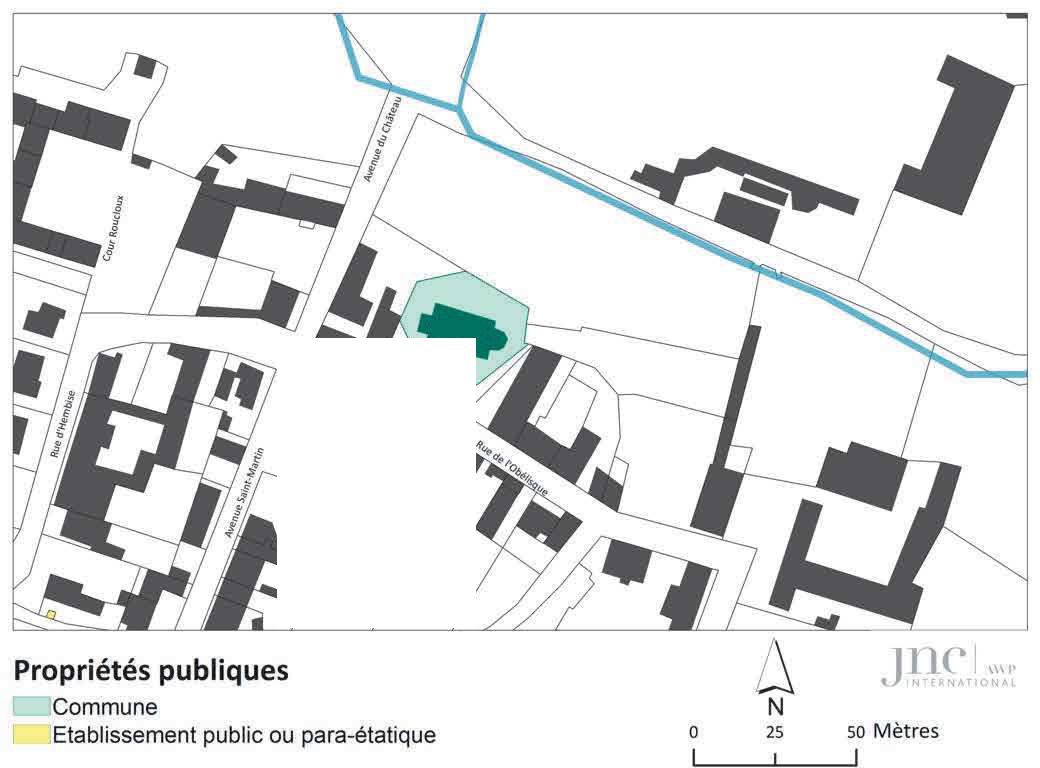 Avenue du Château
Cour Roucloux
Rue d'Hembise
Avenue Saint-Martin
Rue de l'Obélisque
Propriétés publiques
Commune
Etablissement public ou para-étatique
N
0 25 50 Mètres
jnc AWP
INTERNATIONAL